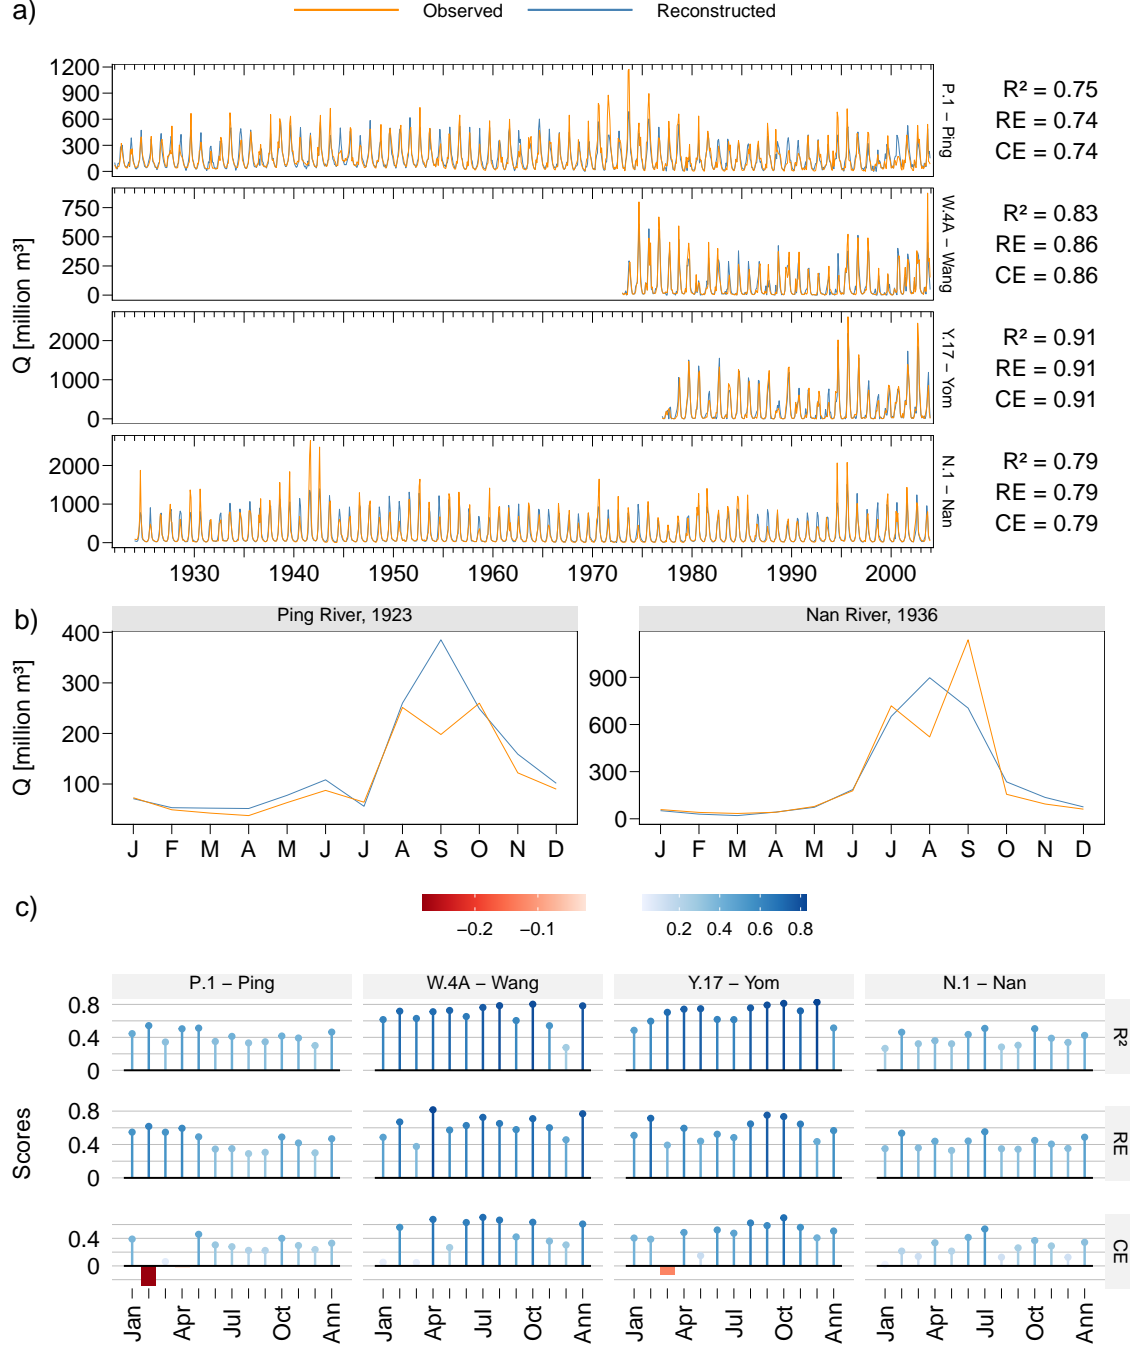 a)
Observed Reconstructed
Q [million m³]
1200
900
600
300
0
P.1 − Ping
R² = 0.75
RE = 0.74
CE = 0.74
750
500
250
0
W.4A − Wang
R² = 0.83
RE = 0.86
CE = 0.86
2000
1000
0
Y.17 − Yom
R² = 0.91
RE = 0.91
CE = 0.91
2000
1000
0
N.1 − Nan
R² = 0.79
RE = 0.79
CE = 0.79
1930 1940 1950 1960 1970 1980 1990 2000
b)
Ping River, 1923
Q [million m³]
400
300
200
100
J F M A M J J A S O N D
Nan River, 1936
900
600
300
0
J F M A M J J A S O N D
c)
−0.2 −0.1
0.2 0.4 0.6 0.8
P.1 − Ping W.4A − Wang Y.17 − Yom N.1 − Nan
Scores
0.8
0.4
0
R²
0.8
0.4
0
RE
0.4
0
CE
Jan Apr Jul Oct Ann Jan Apr Jul Oct Ann Jan Apr Jul Oct Ann Jan Apr Jul Oct Ann